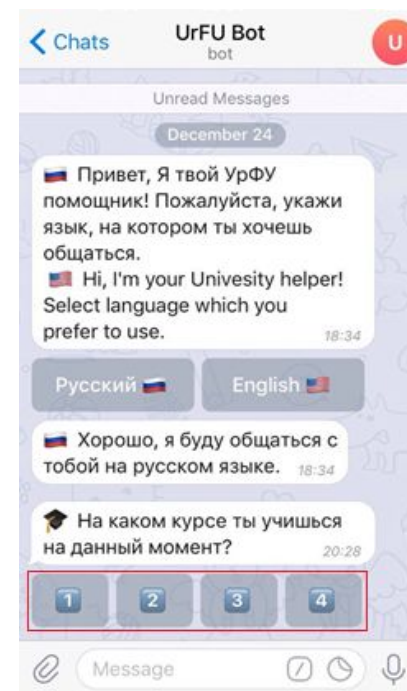 Chats
UrFU Bot
bot
U
Unread Messages
December 24
🇷🇺 Привет, Я твой УрФУ
помощник! Пожалуйста, укажи
язык, на котором ты хочешь
общаться.
🇺🇸 Hi, I'm your Univesity helper!
Select language which you
prefer to use.
18:34
Русский 🇷🇺 English 🇺🇸
🇷🇺 Хорошо, я буду общаться с
тобой на русском языке. 18:34
🎓 На каком курсе ты учишься
на данный момент?
20:28
1 2 3 4
Message